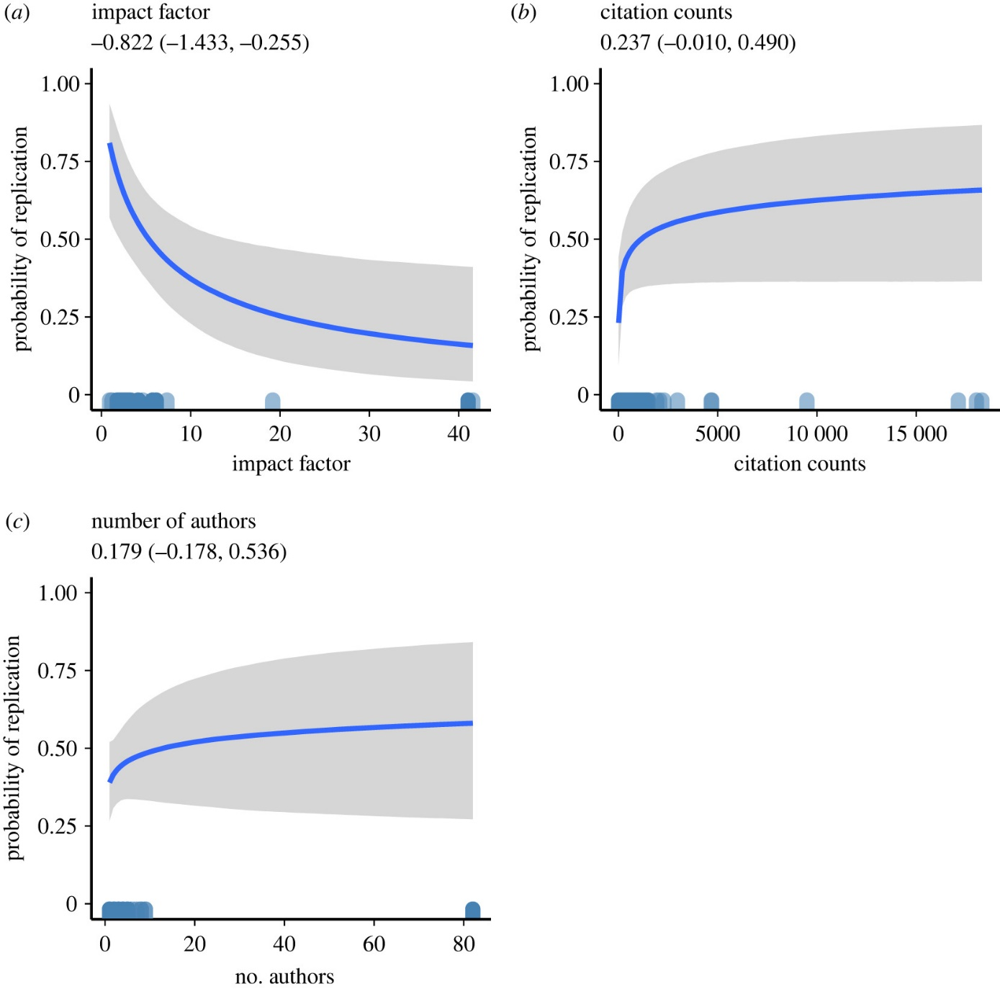 (a) impact factor
–0.822 (–1.433, –0.255)
probability of replication
1.00
0.75
0.50
0.25
0
0 10 20 30 40
impact factor
(b) citation counts
0.237 (–0.010, 0.490)
probability of replication
1.00
0.75
0.50
0.25
0
0 5000 10 000 15 000
citation counts
(c) number of authors
0.179 (–0.178, 0.536)
probability of replication
1.00
0.75
0.50
0.25
0
0 20 40 60 80
no. authors